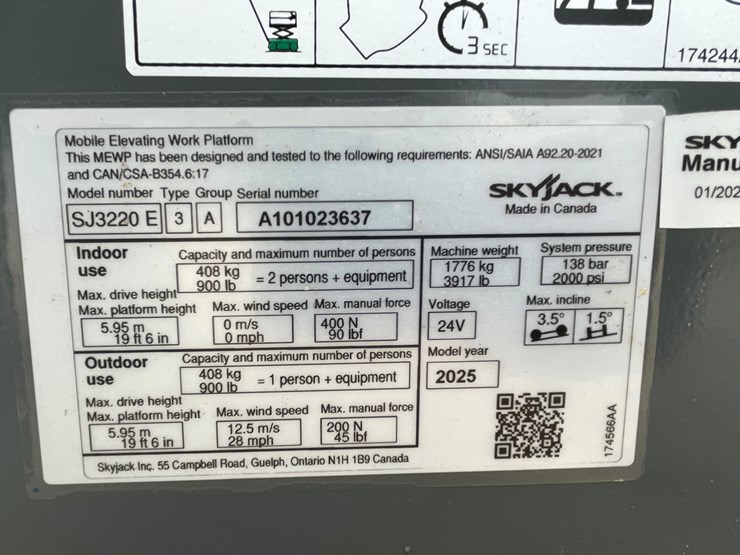 3 SEC
174244
Mobile Elevating Work Platform
This MEWP has been designed and tested to the following requirements: ANSI/SAIA A92.20-2021
and CAN/CSA-B354.6:17
Model number Type Group Serial number
SJ3220 E 3 A A101023637
SKYJACK™
Made in Canada
Indoor
use
Capacity and maximum number of persons
408 kg
900 lb
= 2 persons + equipment
Max. drive height
Max. platform height
5.95 m
19 ft 6 in
Max. wind speed
0 m/s
0 mph
Max. manual force
400 N
90 lbf
Outdoor
use
Capacity and maximum number of persons
408 kg
900 lb
= 1 person + equipment
Max. drive height
Max. platform height
5.95 m
19 ft 6 in
Max. wind speed
12.5 m/s
28 mph
Max. manual force
200 N
45 lbf
Machine weight
1776 kg
3917 lb
System pressure
138 bar
2000 psi
Voltage
24V
Max. incline
3.5° 1.5°
Model year
2025
174566AA
Skyjack Inc. 55 Campbell Road, Guelph, Ontario N1H 1B9 Canada
SKY
Manu
01/202